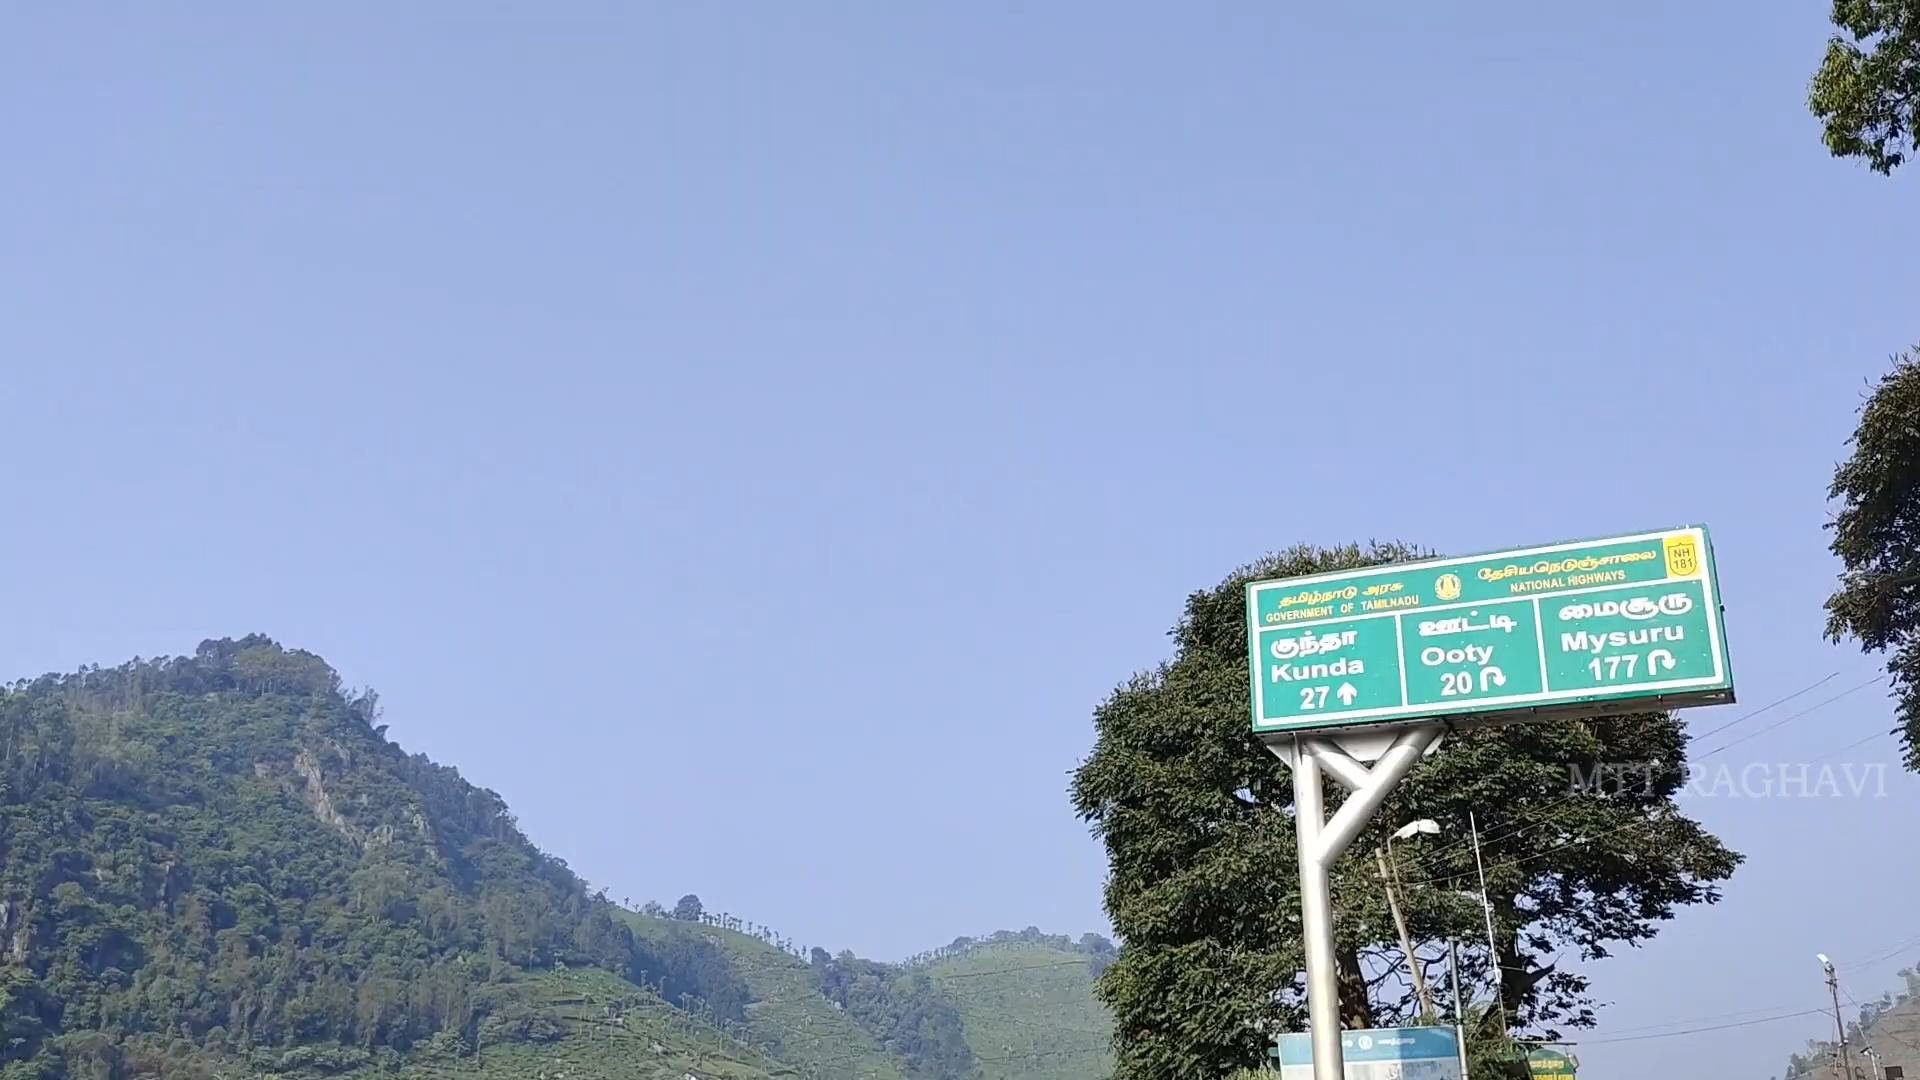 தமிழ்நாடு அரசு
GOVERNMENT OF TAMILNADU
தேசியநெடுஞ்சாலை
NATIONAL HIGHWAYS
NH
181
குந்தா
Kunda
27
ஊட்டி
Ooty
20
மைசூரு
Mysuru
177
MTT RAGHAVI